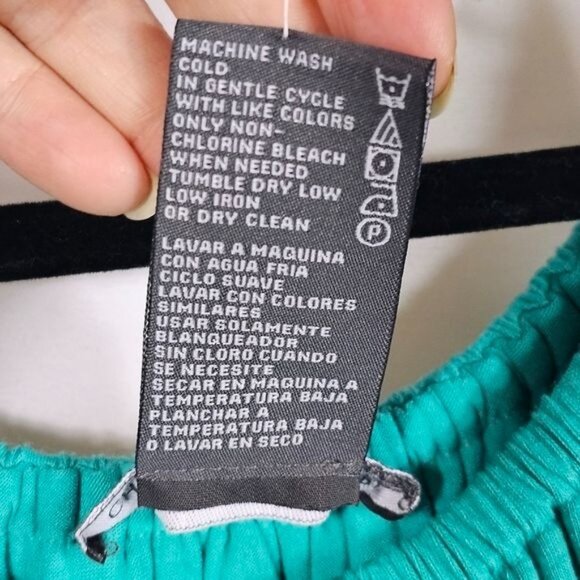 MACHINE WASH
COLD
IN GENTLE CYCLE
WITH LIKE COLORS
ONLY NON-
CHLORINE BLEACH
WHEN NEEDED
TUMBLE DRY LOW
LOW IRON
OR DRY CLEAN
LAVAR A MAQUINA
CON AGUA FRIA
CICLO SUAVE
LAVAR CON COLORES
SIMILARES
USAR SOLAMENTE
BLANQUEADOR
SIN CLORO CUANDO
SE NECESITE
SECAR EN MAQUINA A
TEMPERATURA BAJA
PLANCHAR A
TEMPERATURA BAJA
O LAVAR EN SECO
P